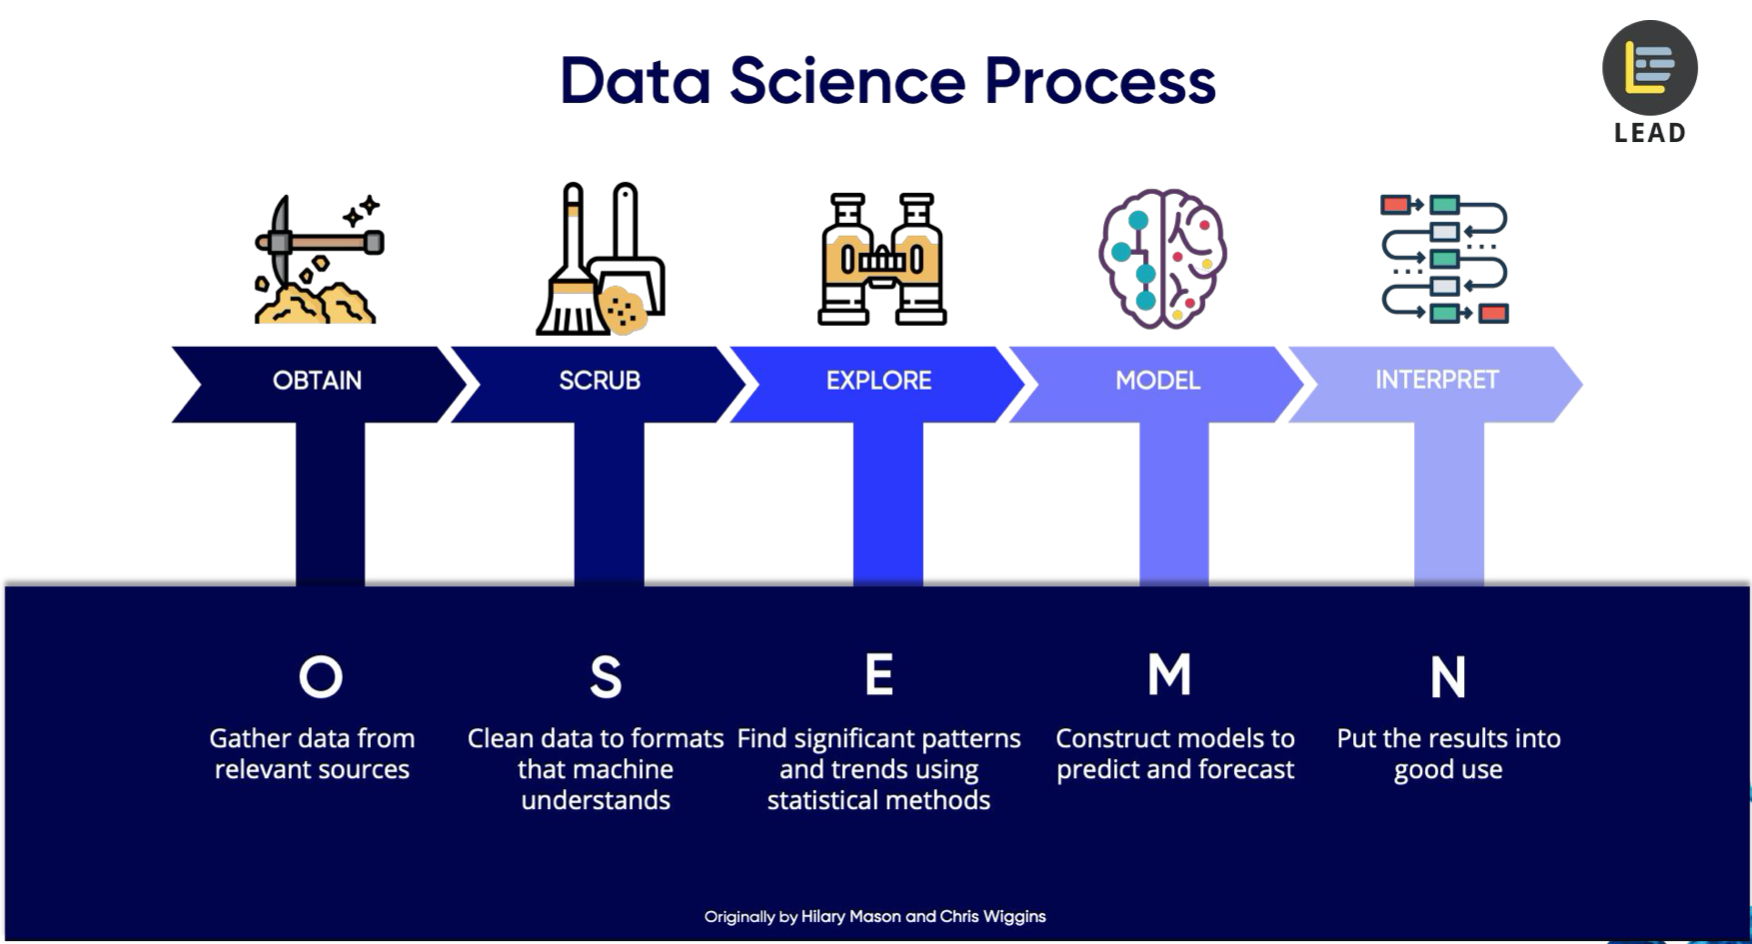 Data Science Process
LEAD
OBTAIN
SCRUB
EXPLORE
MODEL
INTERPRET
O
Gather data from
relevant sources
S
Clean data to formats
that machine
understands
E
Find significant patterns
and trends using
statistical methods
M
Construct models to
predict and forecast
N
Put the results into
good use
Originally by Hilary Mason and Chris Wiggins